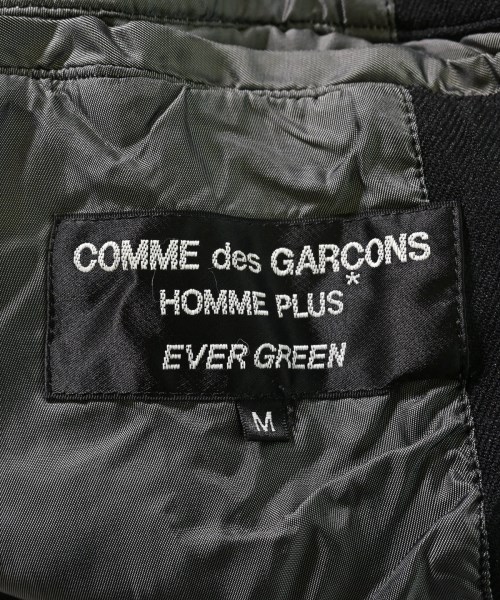 COMME des GARÇONS
HOMME PLUS*
EVER GREEN
M